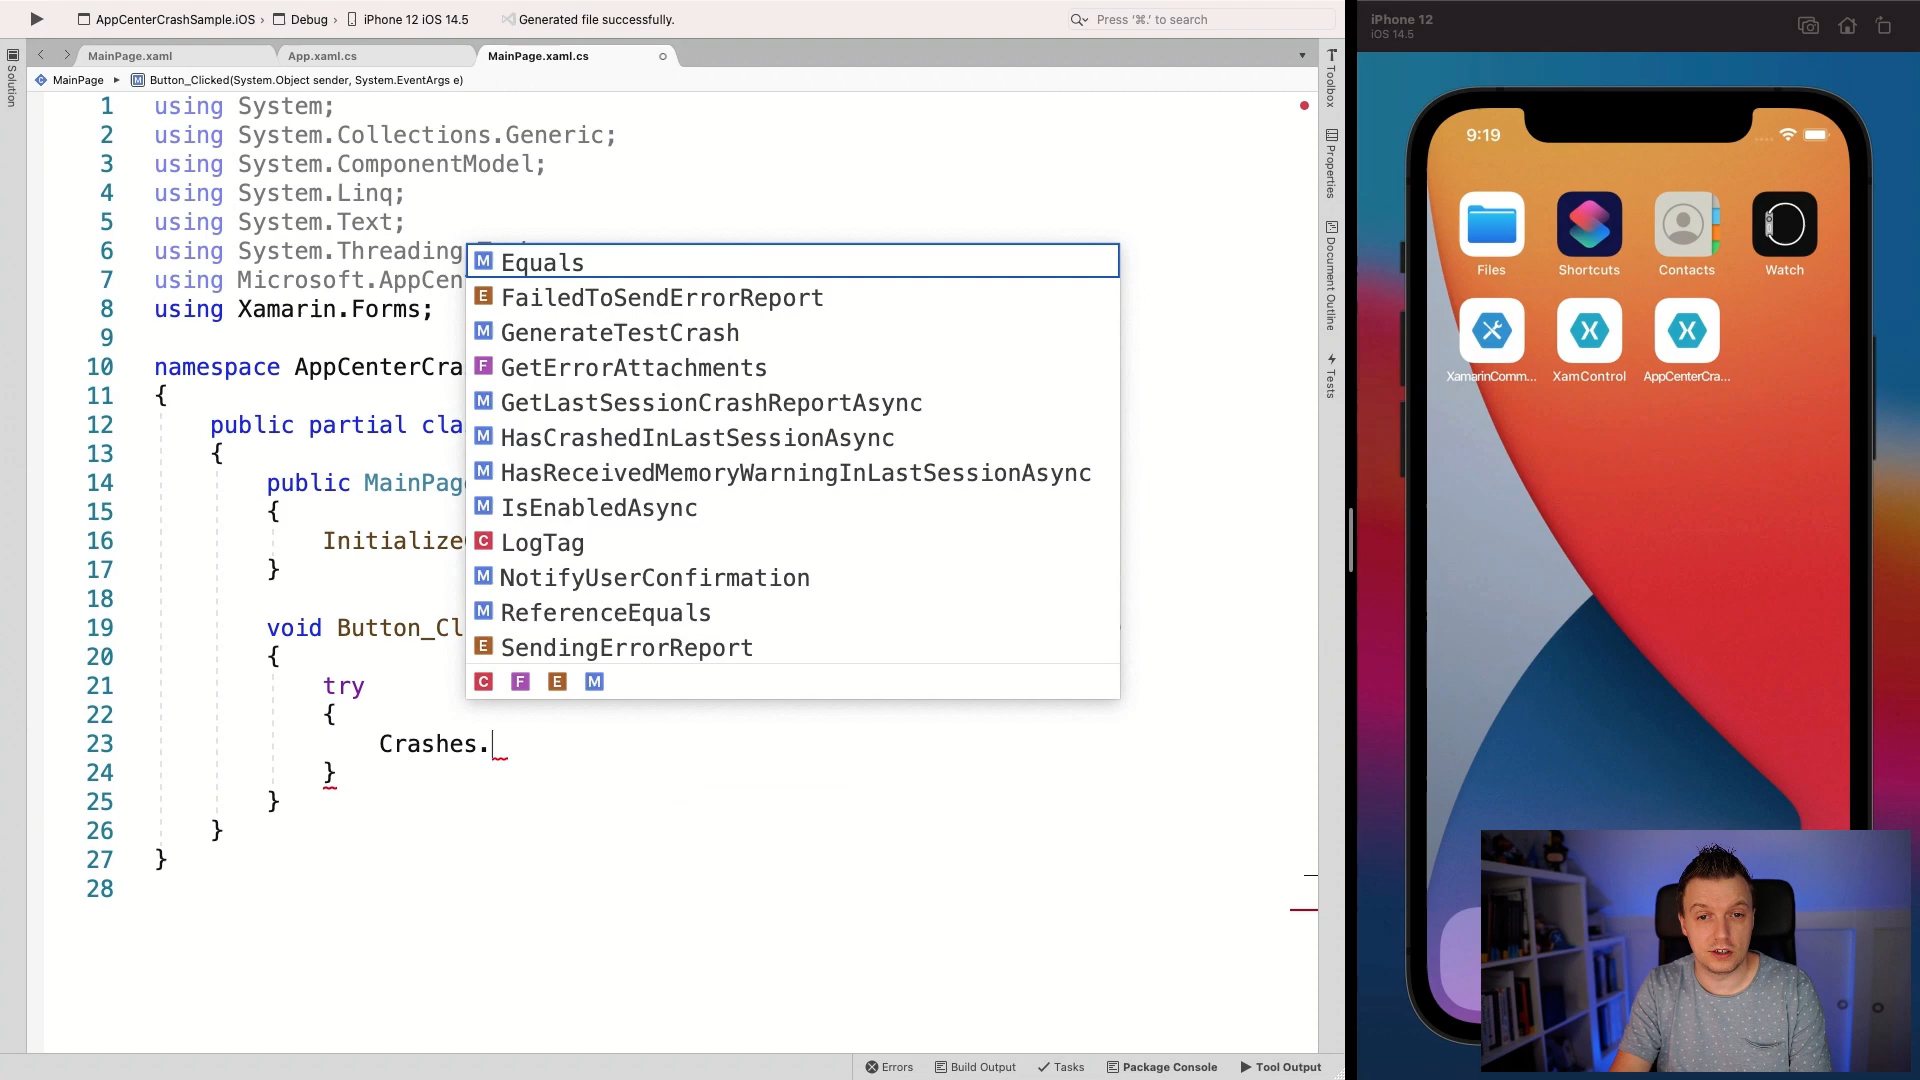 AppCenterCrashSample.iOS › Debug › iPhone 12 iOS 14.5
Generated file successfully.
Press '⌘.' to search
MainPage.xaml
App.xaml.cs
MainPage.xaml.cs
MainPage ▸ Button_Clicked(System.Object sender, System.EventArgs e)
Solution
1 using System;
2 using System.Collections.Generic;
3 using System.ComponentModel;
4 using System.Linq;
5 using System.Text;
6 using System.Threading
7 using Microsoft.AppCen
8 using Xamarin.Forms;
9
10 namespace AppCenterCra
11 {
12 public partial cla
13 {
14 public MainPag
15 {
16 Initialize
17 }
18
19 void Button_Cl
20 {
21 try
22 {
23 Crashes.
24 }
25 }
26 }
27 }
28
M Equals
E FailedToSendErrorReport
M GenerateTestCrash
F GetErrorAttachments
M GetLastSessionCrashReportAsync
M HasCrashedInLastSessionAsync
M HasReceivedMemoryWarningInLastSessionAsync
M IsEnabledAsync
C LogTag
M NotifyUserConfirmation
M ReferenceEquals
E SendingErrorReport
C F E M
Toolbox
Properties
Document Outline
Tests
Errors
Build Output
Tasks
Package Console
Tool Output
iPhone 12
iOS 14.5
9:19
Files
Shortcuts
Contacts
Watch
XamarinComm...
XamControl
AppCenterCra...